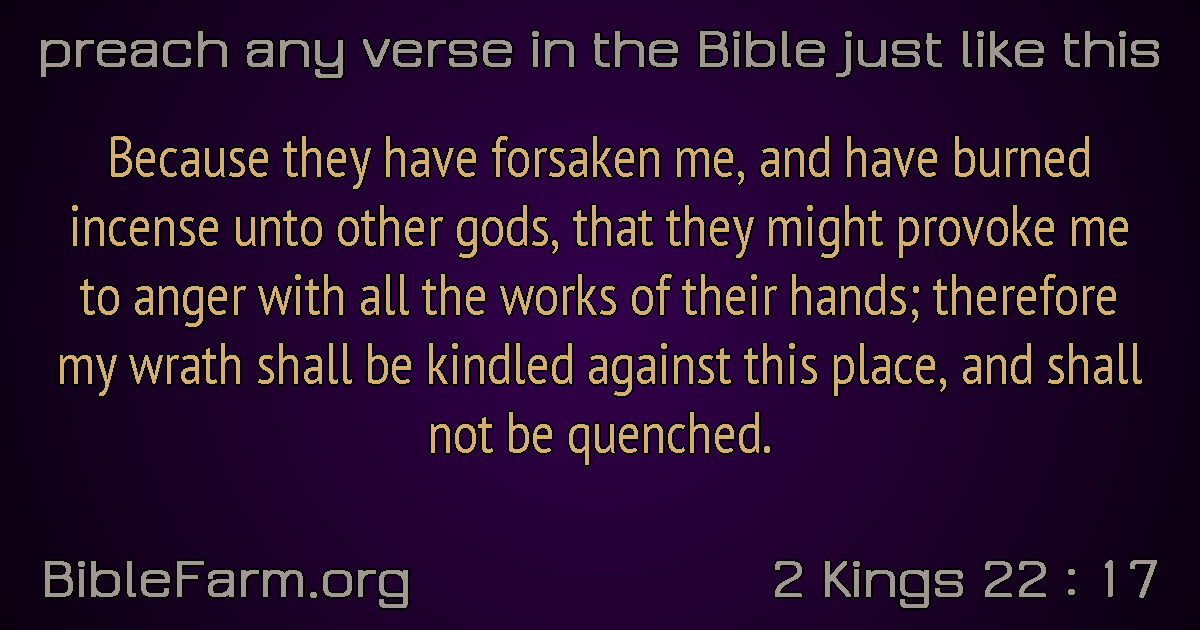 preach any verse in the Bible just like this
Because they have forsaken me, and have burned
incense unto other gods, that they might provoke me
to anger with all the works of their hands; therefore
my wrath shall be kindled against this place, and shall
not be quenched.
BibleFarm.org
2 Kings 22 : 17